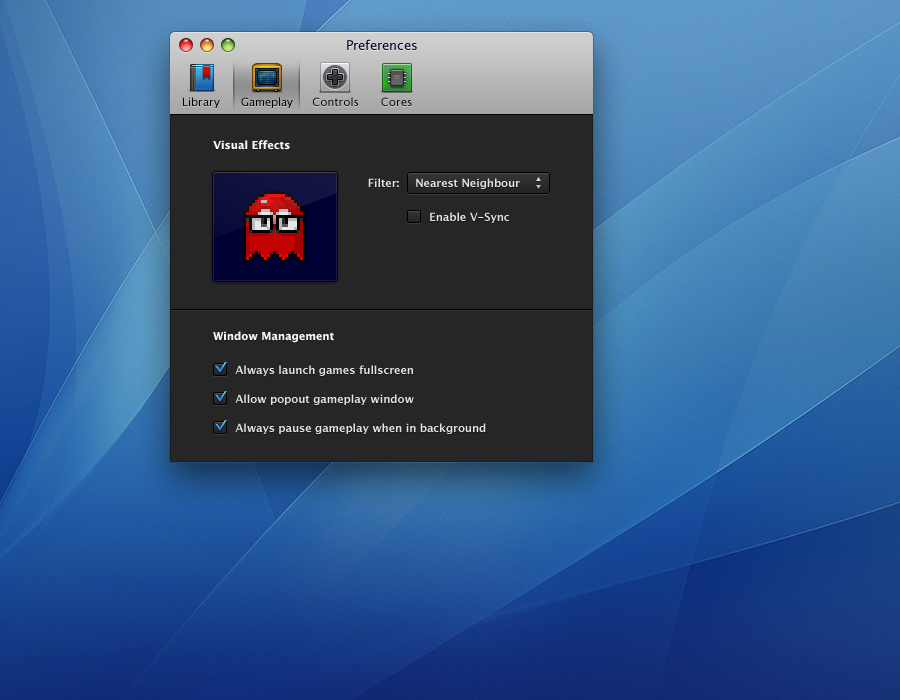 Preferences
Library Gameplay Controls Cores
Visual Effects
Filter: Nearest Neighbour
Enable V-Sync
Window Management
Always launch games fullscreen
Allow popout gameplay window
Always pause gameplay when in background